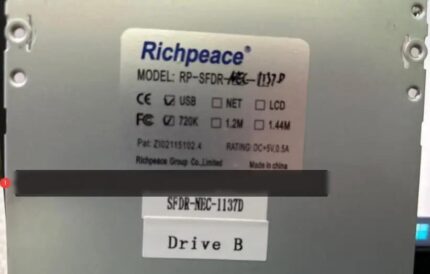 Richpeace®
MODEL: RP-SFDR-NEC-1137D
CE ☑ USB ☐ NET ☐ LCD
FC ☑ 720K ☐ 1.2M ☐ 1.44M
Pat: ZI02115102.4 RATING: DC+5V,0.5A
Richpeace Group Co.,Limited Made in china
SFDR-NEC-1137D
Drive B